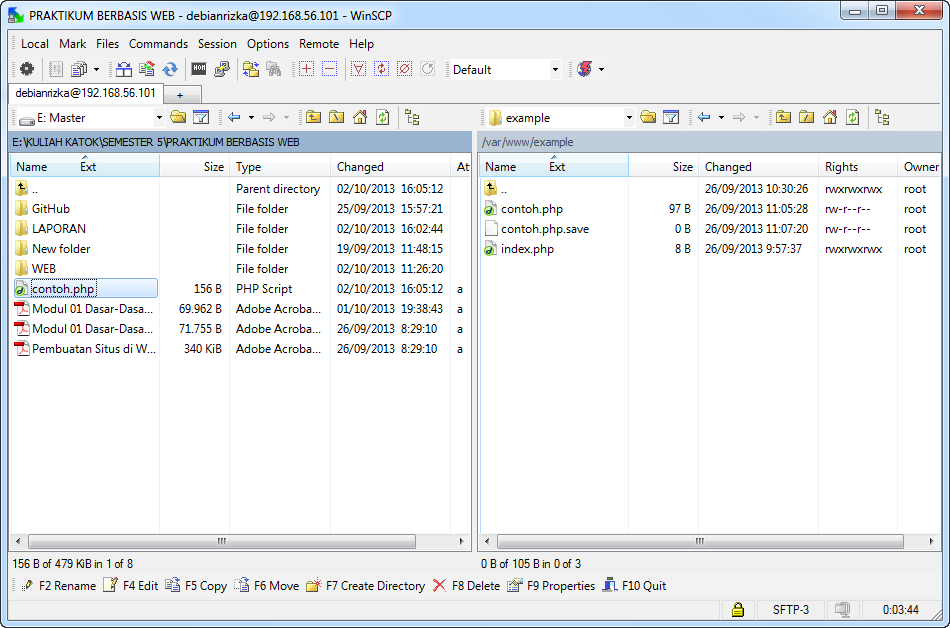 PRAKTIKUM BERBASIS WEB - debianrizka@192.168.56.101 - WinSCP
Local Mark Files Commands Session Options Remote Help
Default
debianrizka@192.168.56.101 +
E: Master example
E:\KULIAH KATOK\SEMESTER 5\PRAKTIKUM BERBASIS WEB /var/www/example
Name Ext Size Type Changed At Name Ext Size Changed Rights Owner
.. Parent directory 02/10/2013 16:05:12 .. 26/09/2013 10:30:26 rwxrwxrwx root
GitHub File folder 25/09/2013 15:57:21 contoh.php 97 B 26/09/2013 11:05:28 rw-r--r-- root
LAPORAN File folder 02/10/2013 16:02:44 contoh.php.save 0 B 26/09/2013 11:07:20 rw-r--r-- root
New folder File folder 19/09/2013 11:48:15 index.php 8 B 26/09/2013 9:57:37 rwxrwxrwx root
WEB File folder 02/10/2013 11:26:20
contoh.php 156 B PHP Script 02/10/2013 16:05:12 a
Modul 01 Dasar-Dasa... 69.962 B Adobe Acroba... 01/10/2013 19:38:43 a
Modul 01 Dasar-Dasa... 71.755 B Adobe Acroba... 26/09/2013 8:29:10 a
Pembuatan Situs di W... 340 KiB Adobe Acroba... 26/09/2013 8:29:10 a
156 B of 479 KiB in 1 of 8 0 B of 105 B in 0 of 3
F2 Rename F4 Edit F5 Copy F6 Move F7 Create Directory F8 Delete F9 Properties F10 Quit
SFTP-3 0:03:44